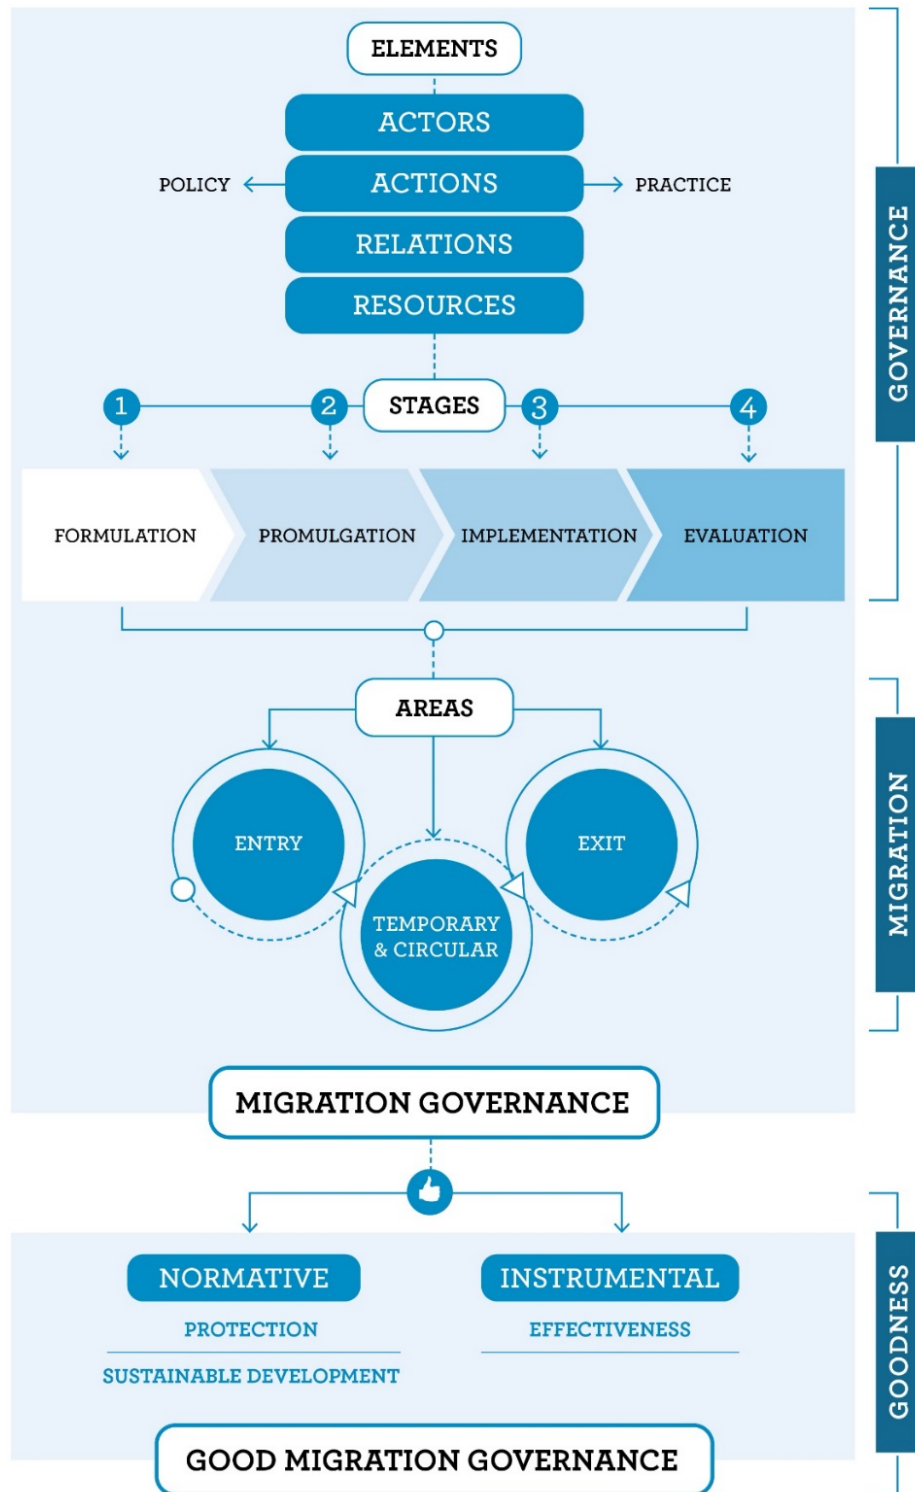 ELEMENTS
ACTORS
POLICY
ACTIONS
PRACTICE
RELATIONS
RESOURCES
GOVERNANCE
1
2
STAGES
3
4
FORMULATION
PROMULGATION
IMPLEMENTATION
EVALUATION
AREAS
ENTRY
EXIT
TEMPORARY
& CIRCULAR
MIGRATION
MIGRATION GOVERNANCE
NORMATIVE
INSTRUMENTAL
PROTECTION
EFFECTIVENESS
SUSTAINABLE DEVELOPMENT
GOODNESS
GOOD MIGRATION GOVERNANCE